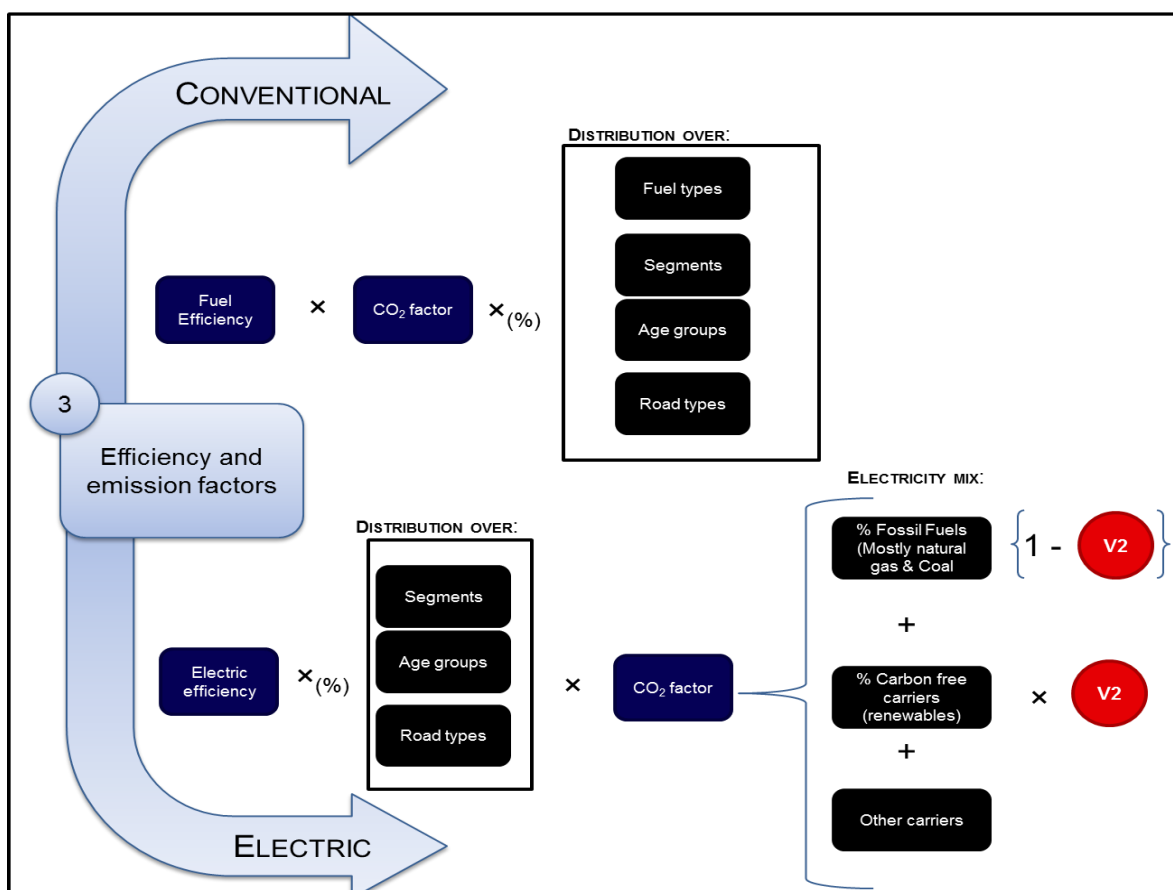 CONVENTIONAL
DISTRIBUTION OVER:
Fuel types
Segments
Fuel
Efficiency
×
CO₂ factor
×(%)
Age groups
Road types
3
Efficiency and
emission factors
ELECTRICITY MIX:
DISTRIBUTION OVER:
% Fossil Fuels
(Mostly natural
gas & Coal
{1 - V2}
Segments
+
Age groups
Electric
efficiency
×(%)
×
CO₂ factor
% Carbon free
carriers
(renewables)
×
V2
Road types
+
Other carriers
ELECTRIC